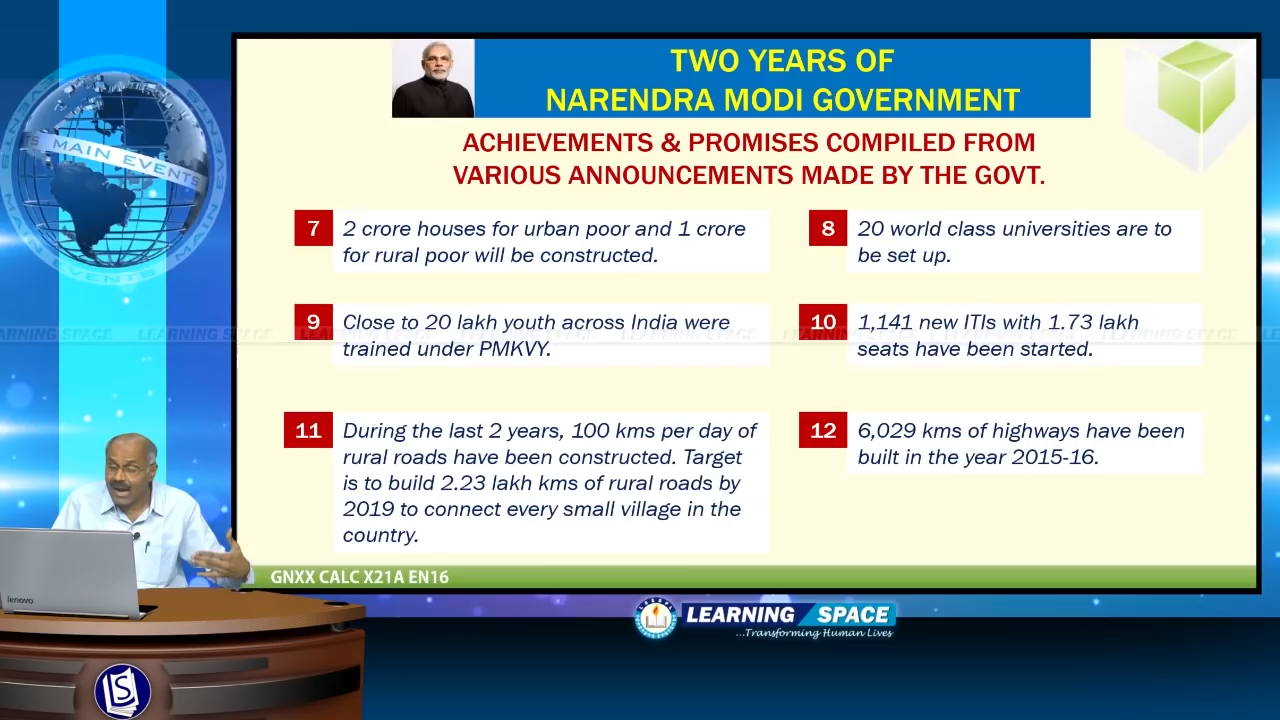 TWO YEARS OF
NARENDRA MODI GOVERNMENT
ACHIEVEMENTS & PROMISES COMPILED FROM
VARIOUS ANNOUNCEMENTS MADE BY THE GOVT.
7
2 crore houses for urban poor and 1 crore
for rural poor will be constructed.
8
20 world class universities are to
be set up.
9
Close to 20 lakh youth across India were
trained under PMKVY.
10
1,141 new ITIs with 1.73 lakh
seats have been started.
11
During the last 2 years, 100 kms per day of
rural roads have been constructed. Target
is to build 2.23 lakh kms of rural roads by
2019 to connect every small village in the
country.
12
6,029 kms of highways have been
built in the year 2015-16.
MAIN EVENTS
LEARNING SPACE
GNXX CALC X21A EN16
LEARNING SPACE
...Transforming Human Lives
lenovo
LS